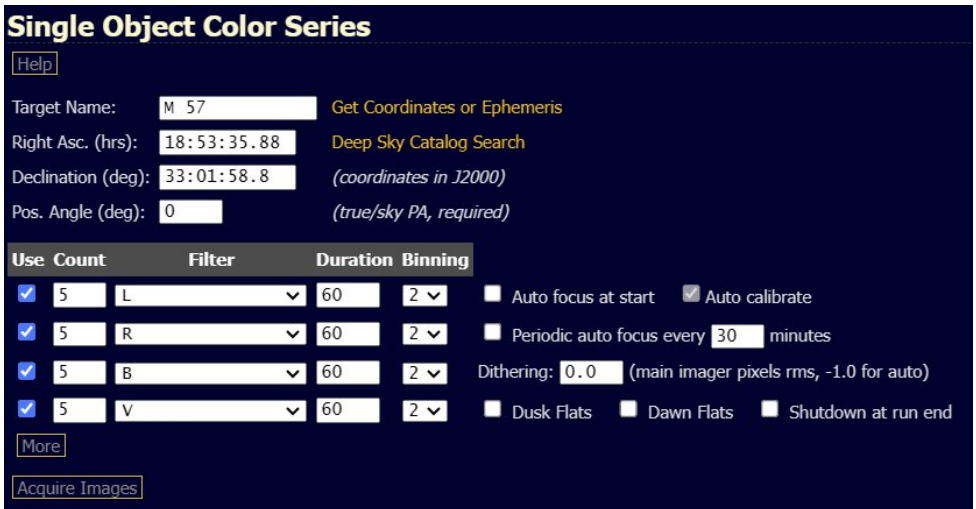 Single Object Color Series
Help
Target Name: M 57 Get Coordinates or Ephemeris
Right Asc. (hrs): 18:53:35.88 Deep Sky Catalog Search
Declination (deg): 33:01:58.8 (coordinates in J2000)
Pos. Angle (deg): 0 (true/sky PA, required)
Use Count Filter Duration Binning
5 L 60 2 Auto focus at start Auto calibrate
5 R 60 2 Periodic auto focus every 30 minutes
5 B 60 2 Dithering: 0.0 (main imager pixels rms, -1.0 for auto)
5 V 60 2 Dusk Flats Dawn Flats Shutdown at run end
More
Acquire Images